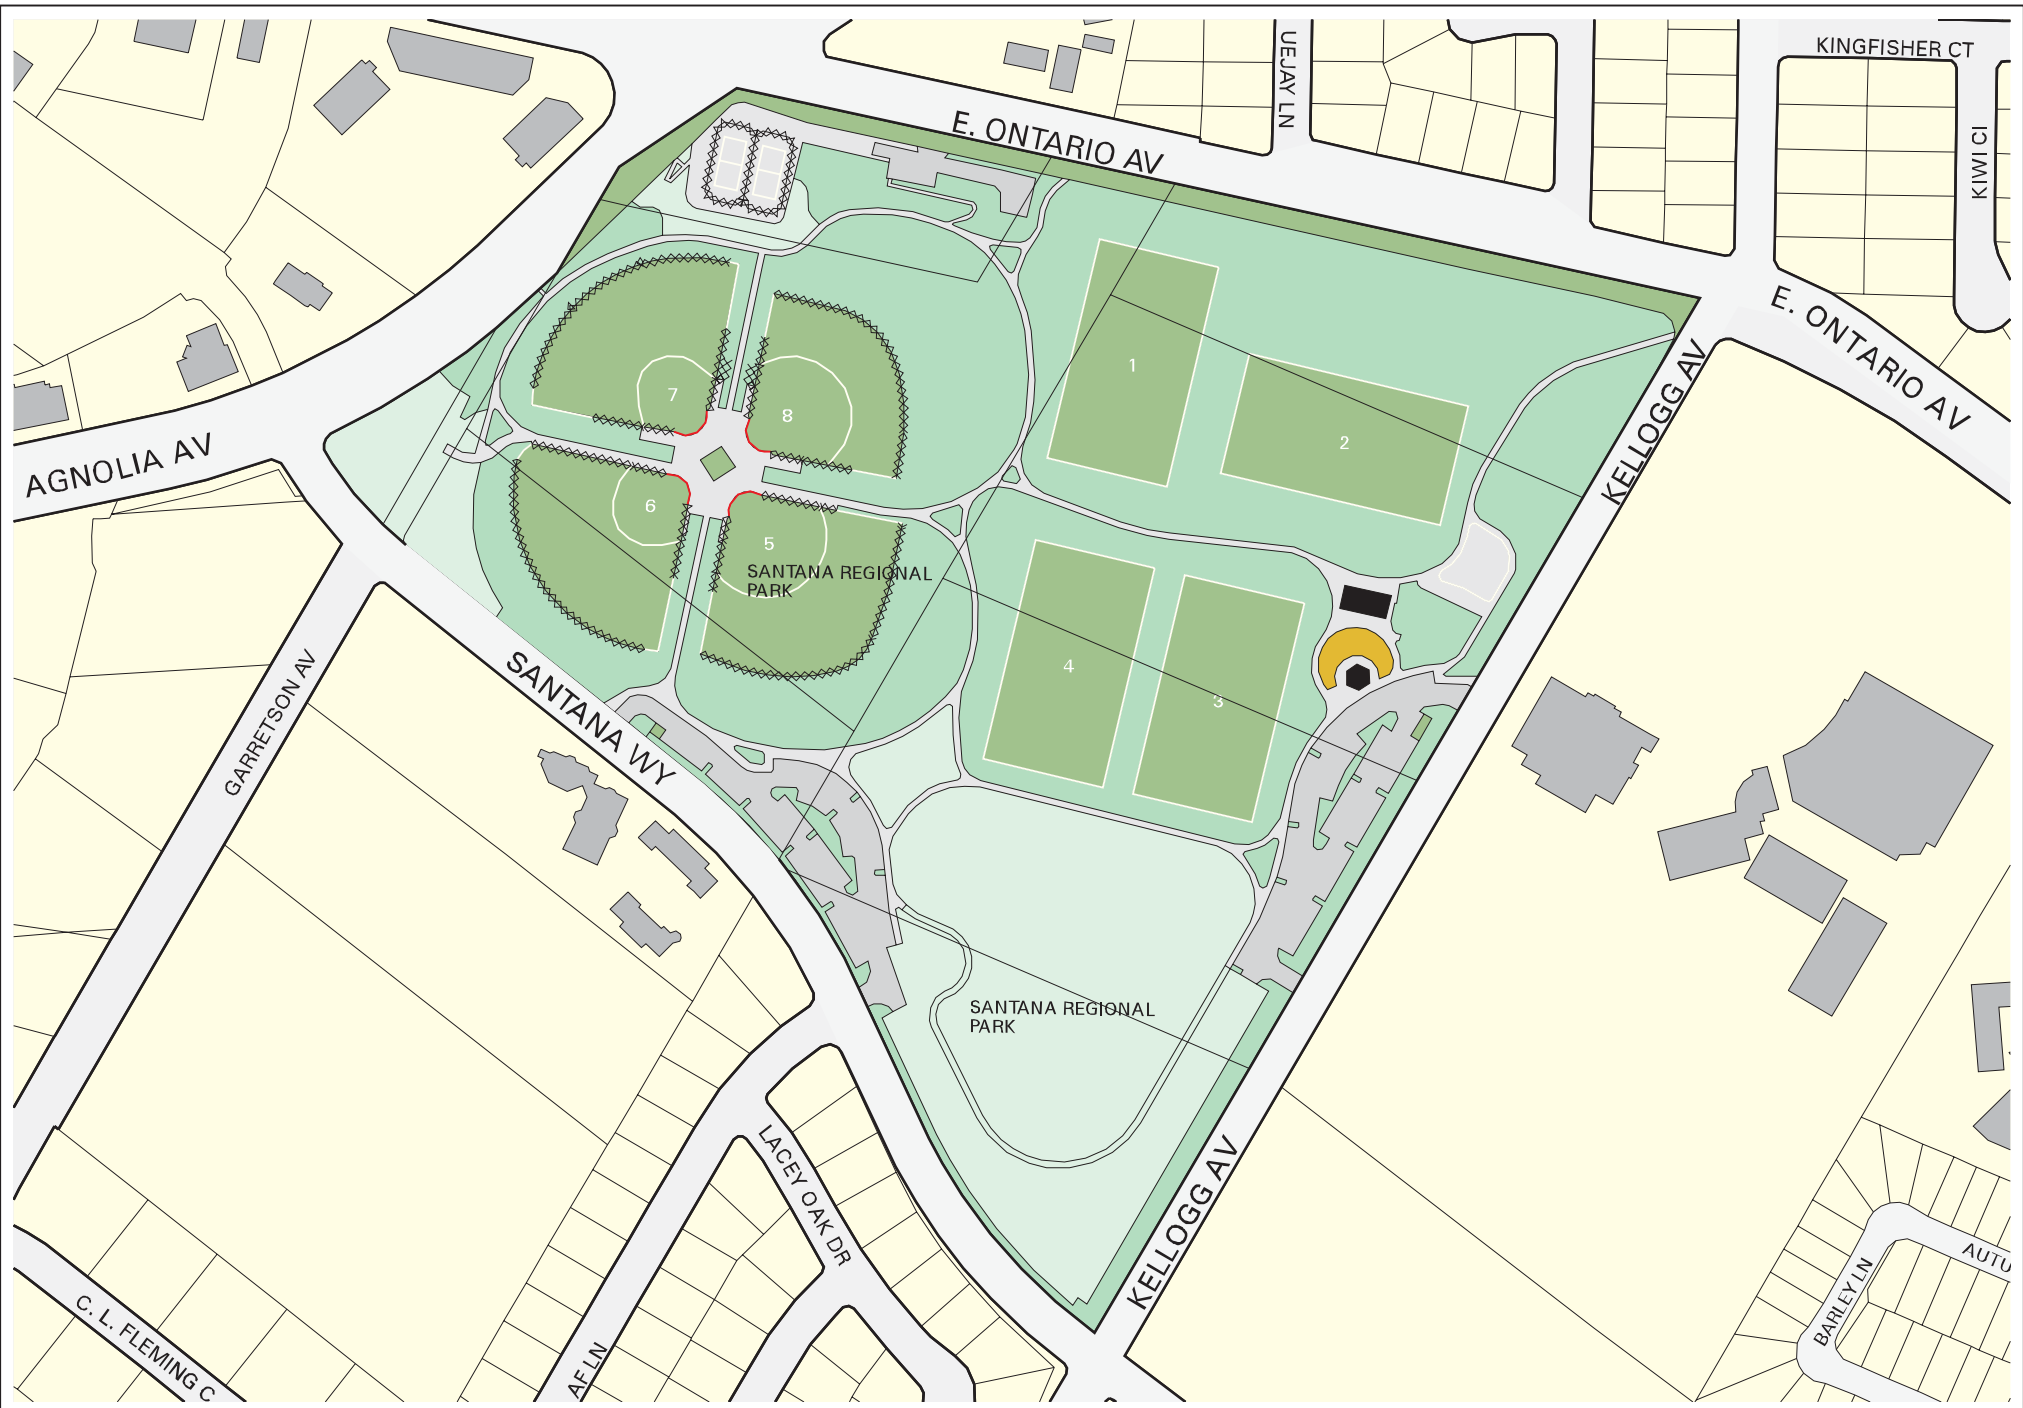 KINGFISHER CT
UEJAY LN
E. ONTARIO AV
KIWI CI
E. ONTARIO AV
1
7
8
2
KELLOGG AV
AGNOLIA AV
6
5
SANTANA REGIONAL
PARK
4
3
SANTANA WY
GARRETSON AV
SANTANA REGIONAL
PARK
LACEY OAK DR
KELLOGG AV
AUTU
BARLEY LN
C. L. FLEMING C
AF LN